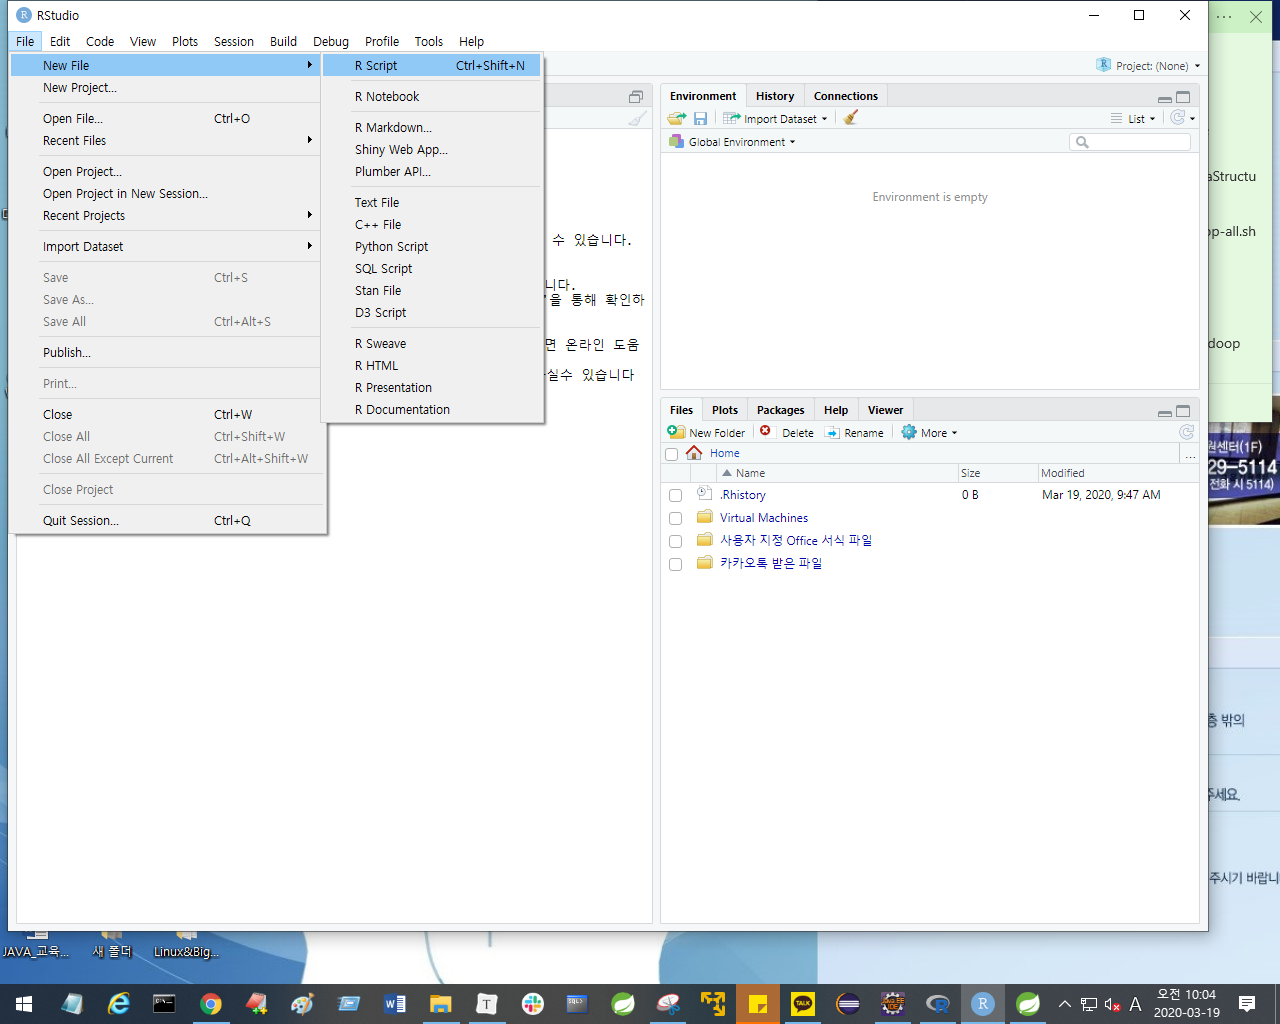 RStudio
File Edit Code View Plots Session Build Debug Profile Tools Help
New File
New Project...
Open File... Ctrl+O
Recent Files
Open Project...
Open Project in New Session...
Recent Projects
Import Dataset
Save Ctrl+S
Save As...
Save All Ctrl+Alt+S
Publish...
Print...
Close Ctrl+W
Close All Ctrl+Shift+W
Close All Except Current Ctrl+Alt+Shift+W
Close Project
Quit Session... Ctrl+Q
R Script Ctrl+Shift+N
R Notebook
R Markdown...
Shiny Web App...
Plumber API...
Text File
C++ File
Python Script
SQL Script
Stan File
D3 Script
R Sweave
R HTML
R Presentation
R Documentation
수 있습니다.
니다.
'을 통해 확인하
면 온라인 도움
실수 있습니다
Project: (None)
Environment History Connections
Import Dataset List
Global Environment
Environment is empty
Files Plots Packages Help Viewer
New Folder Delete Rename More
Home ...
Name Size Modified
.Rhistory 0 B Mar 19, 2020, 9:47 AM
Virtual Machines
사용자 지정 Office 서식 파일
카카오톡 받은 파일
aStructu
op-all.sh
doop
원센터(1F)
29-5114
전화 시 5114)
층 밖의
주세요.
주시기 바랍니
JAVA_교육... 새 폴더 Linux&Big...
T SQL> TALK R R A
오전 10:04
2020-03-19